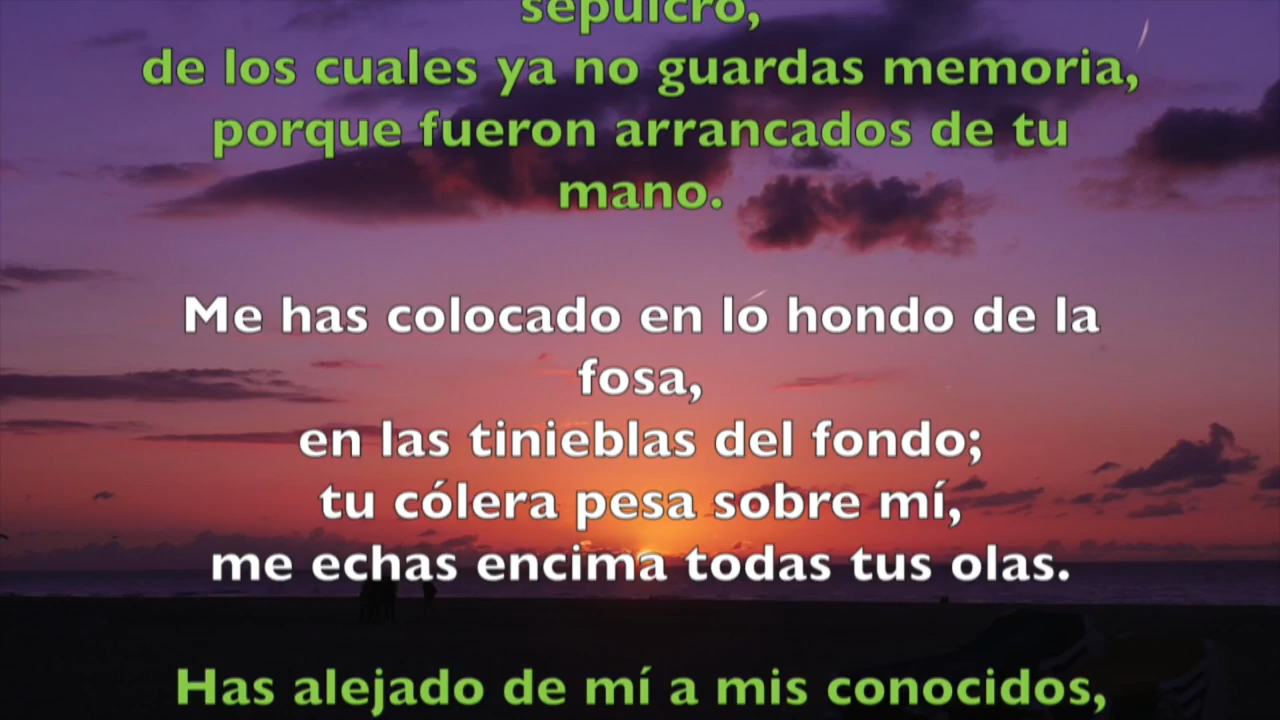 sepulcro,
de los cuales ya no guardas memoria,
porque fueron arrancados de tu
mano.
Me has colocado en lo hondo de la
fosa,
en las tinieblas del fondo;
tu cólera pesa sobre mí,
me echas encima todas tus olas.
Has alejado de mí a mis conocidos,